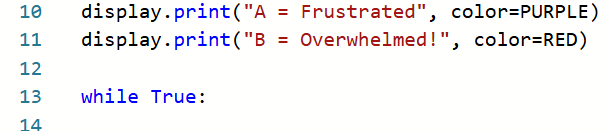 10 display.print("A = Frustrated", color=PURPLE)
11 display.print("B = Overwhelmed!", color=RED)
12
13 while True:
14